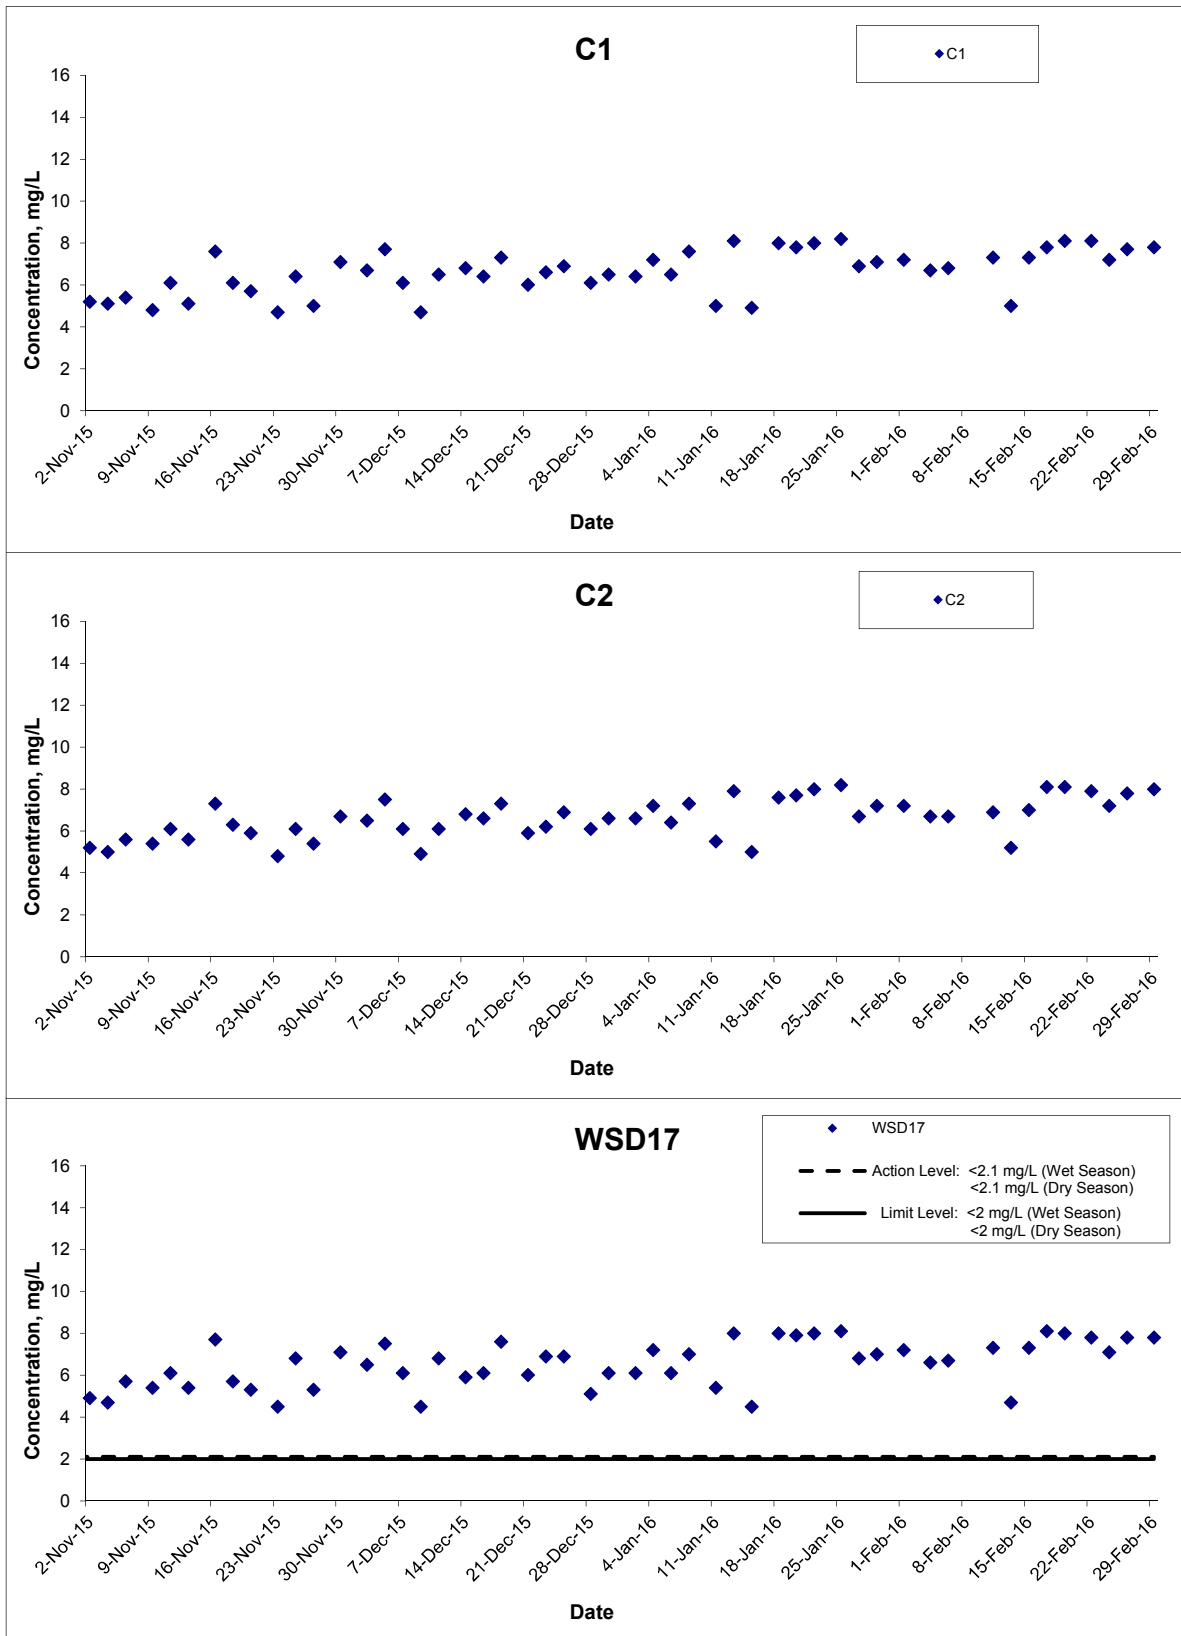 C1
C1
Concentration, mg/L
16
14
12
10
8
6
4
2
0
2-Nov-15
9-Nov-15
16-Nov-15
23-Nov-15
30-Nov-15
7-Dec-15
14-Dec-15
21-Dec-15
28-Dec-15
4-Jan-16
11-Jan-16
18-Jan-16
25-Jan-16
1-Feb-16
8-Feb-16
15-Feb-16
22-Feb-16
29-Feb-16
Date
C2
C2
Concentration, mg/L
16
14
12
10
8
6
4
2
0
2-Nov-15
9-Nov-15
16-Nov-15
23-Nov-15
30-Nov-15
7-Dec-15
14-Dec-15
21-Dec-15
28-Dec-15
4-Jan-16
11-Jan-16
18-Jan-16
25-Jan-16
1-Feb-16
8-Feb-16
15-Feb-16
22-Feb-16
29-Feb-16
Date
WSD17
WSD17
Action Level: <2.1 mg/L (Wet Season)
<2.1 mg/L (Dry Season)
Limit Level: <2 mg/L (Wet Season)
<2 mg/L (Dry Season)
Concentration, mg/L
16
14
12
10
8
6
4
2
0
2-Nov-15
9-Nov-15
16-Nov-15
23-Nov-15
30-Nov-15
7-Dec-15
14-Dec-15
21-Dec-15
28-Dec-15
4-Jan-16
11-Jan-16
18-Jan-16
25-Jan-16
1-Feb-16
8-Feb-16
15-Feb-16
22-Feb-16
29-Feb-16
Date